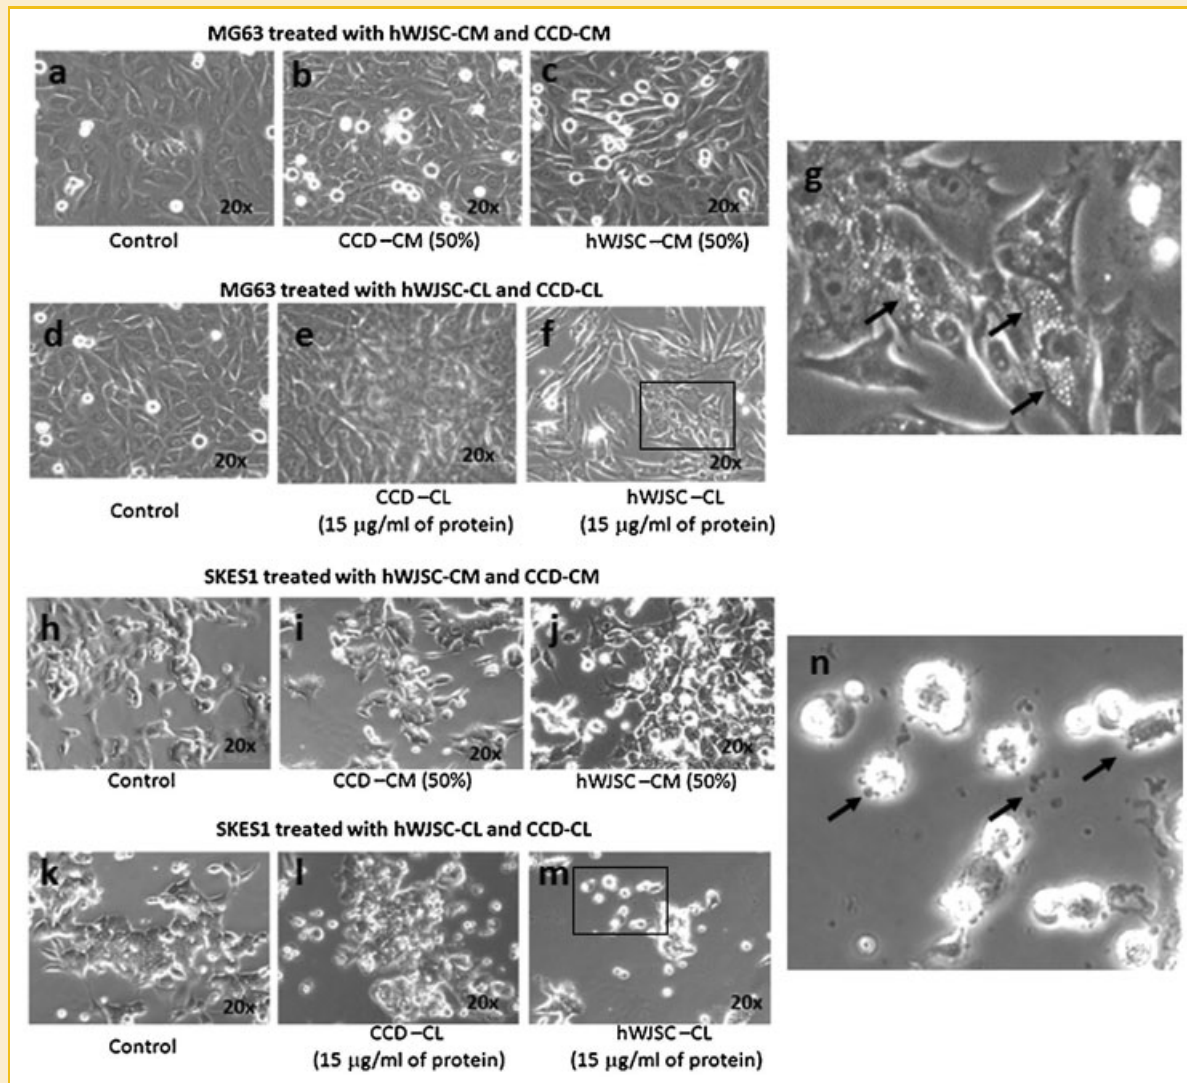 MG63 treated with hWJSC-CM and CCD-CM
a
b
c
20x
20x
20x
Control
CCD –CM (50%)
hWJSC –CM (50%)
g
MG63 treated with hWJSC-CL and CCD-CL
d
e
f
20x
20x
20x
Control
CCD –CL
(15 µg/ml of protein)
hWJSC –CL
(15 µg/ml of protein)
SKES1 treated with hWJSC-CM and CCD-CM
h
i
j
20x
20x
20x
Control
CCD –CM (50%)
hWJSC –CM (50%)
n
SKES1 treated with hWJSC-CL and CCD-CL
k
l
m
20x
20x
20x
Control
CCD –CL
(15 µg/ml of protein)
hWJSC –CL
(15 µg/ml of protein)